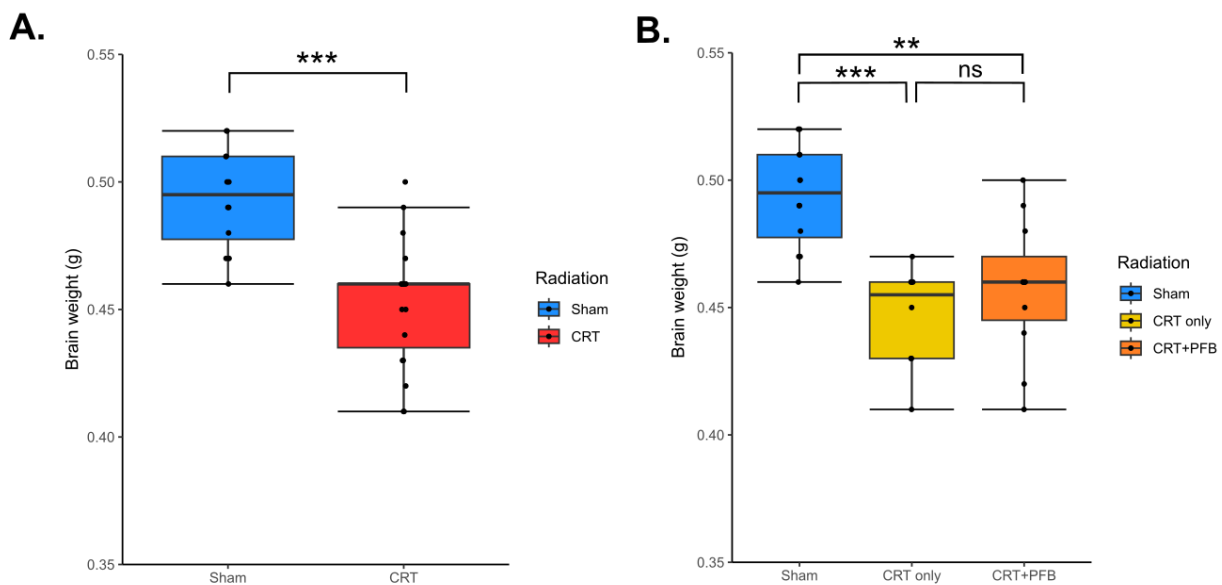 A.
***
0.55
0.50
0.45
0.40
0.35
Brain weight (g)
Sham
CRT
Radiation
Sham
CRT
B.
**
***
ns
0.55
0.50
0.45
0.40
0.35
Brain weight (g)
Sham
CRT only
CRT+PFB
Radiation
Sham
CRT only
CRT+PFB